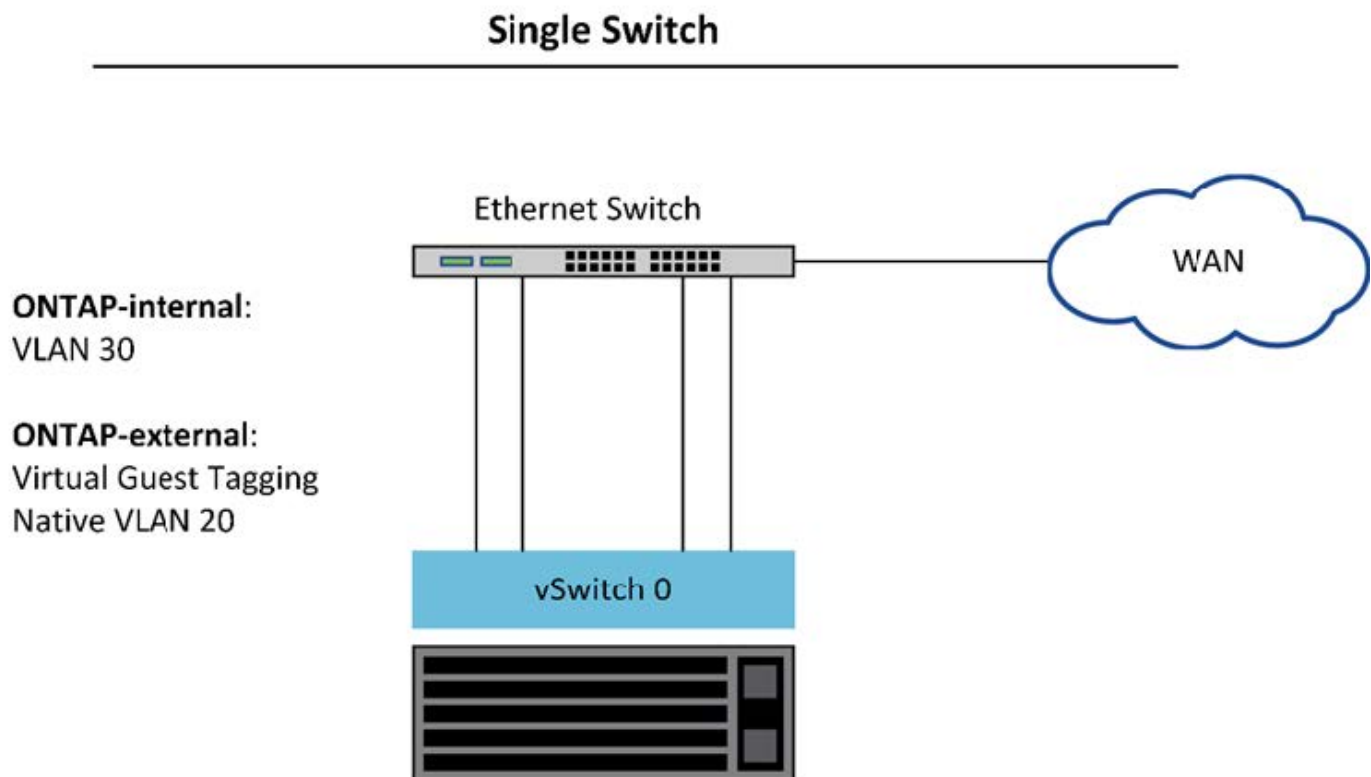 Single Switch
Ethernet Switch
WAN
ONTAP-internal:
VLAN 30
ONTAP-external:
Virtual Guest Tagging
Native VLAN 20
vSwitch 0